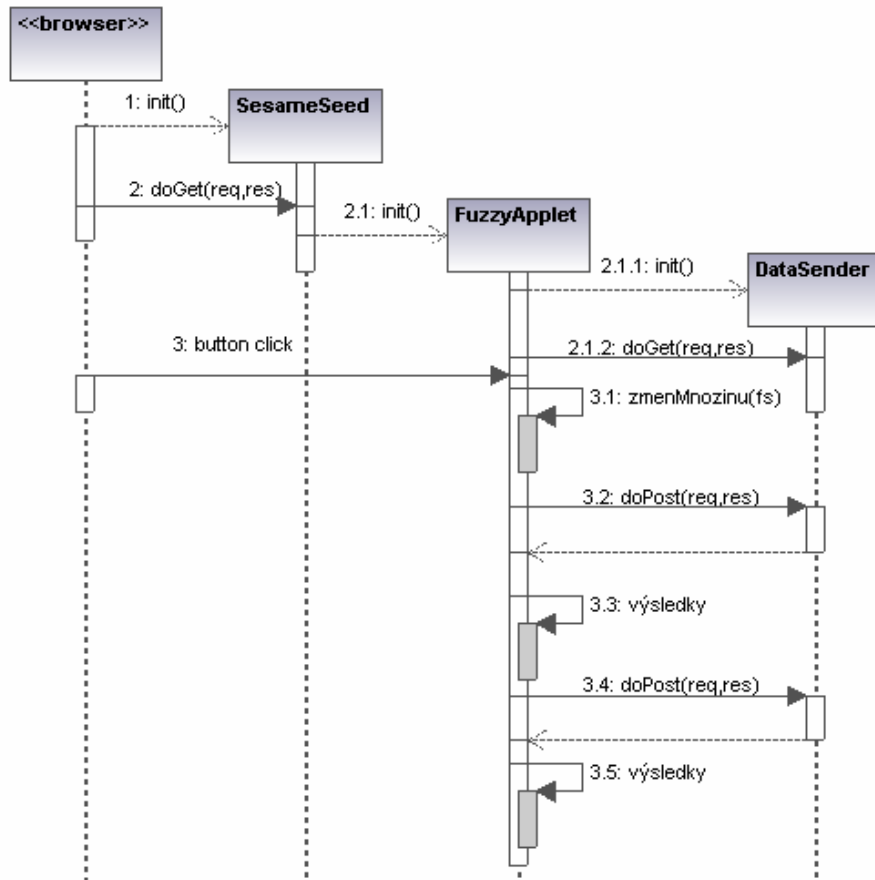 <<browser>>
1: init()
SesameSeed
2: doGet(req,res)
2.1: init()
FuzzyApplet
2.1.1: init()
DataSender
3: button click
2.1.2: doGet(req,res)
3.1: zmenMnozinu(fs)
3.2: doPost(req,res)
3.3: výsledky
3.4: doPost(req,res)
3.5: výsledky